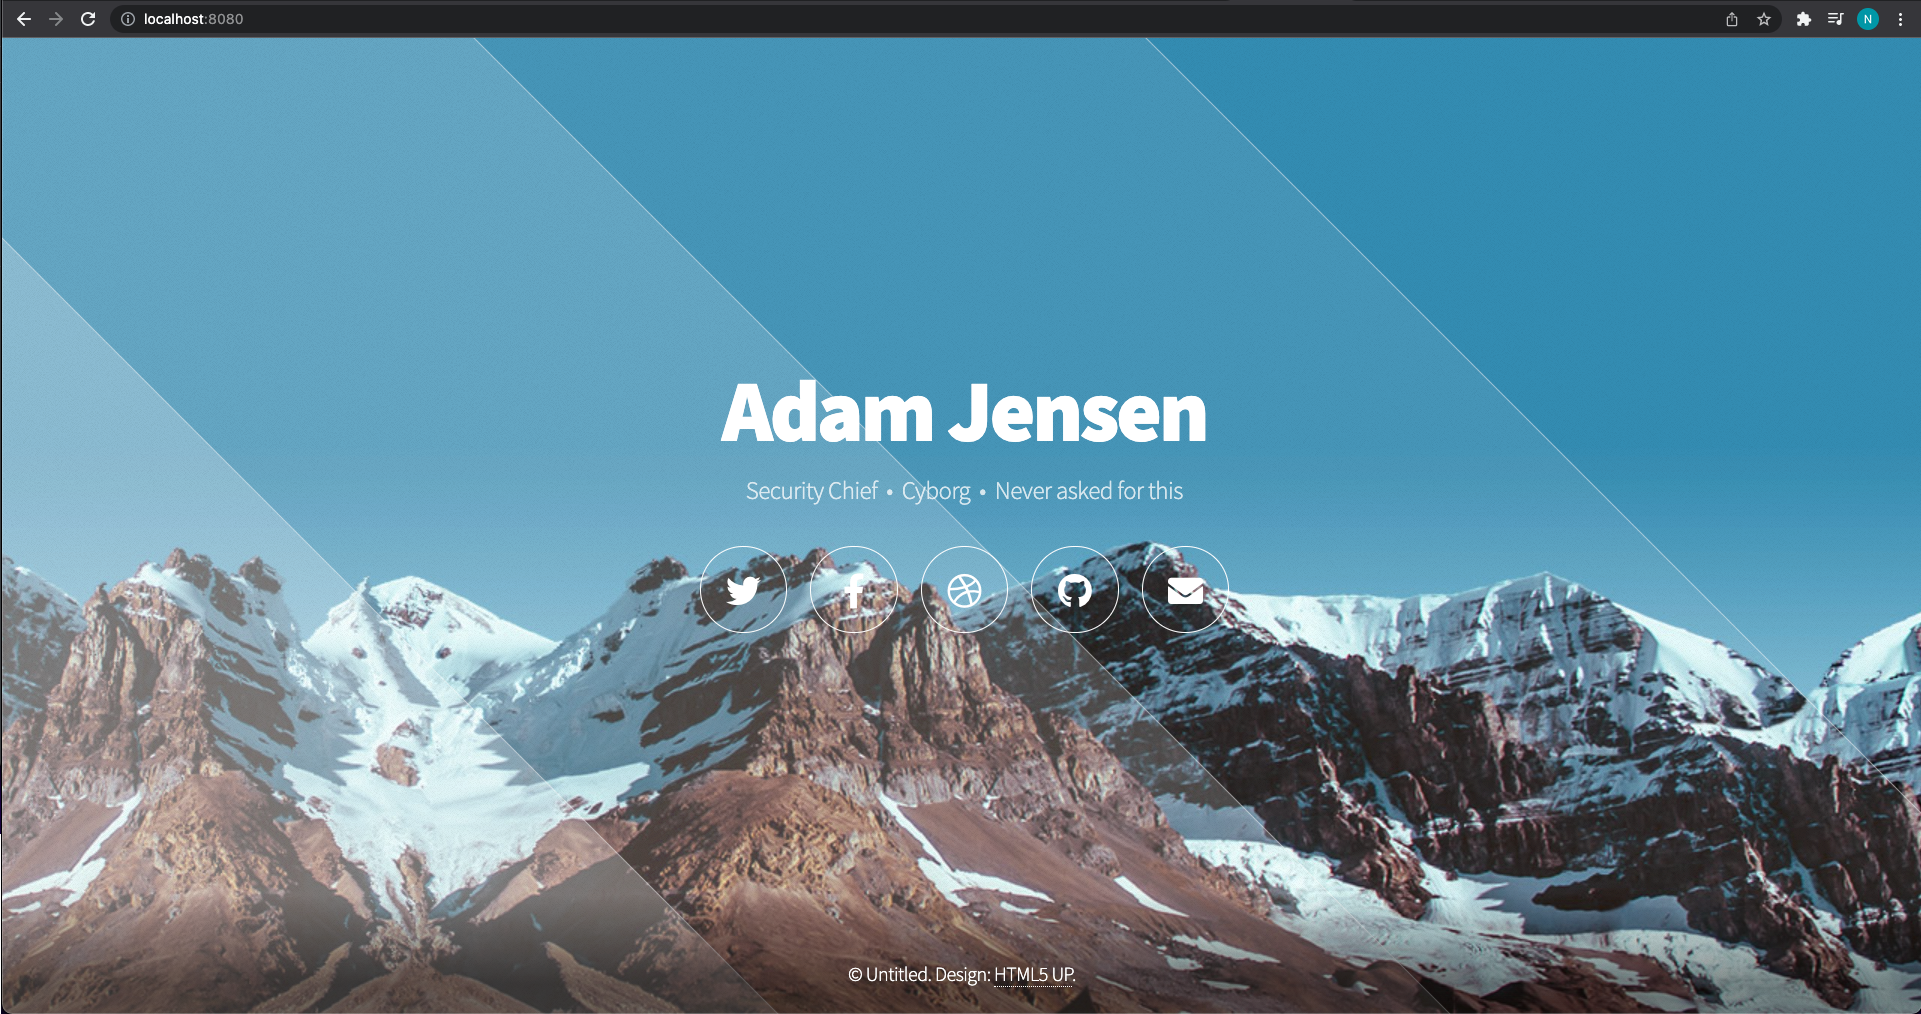 localhost:8080
N
Adam Jensen
Security Chief • Cyborg • Never asked for this
© Untitled. Design: HTML5 UP.